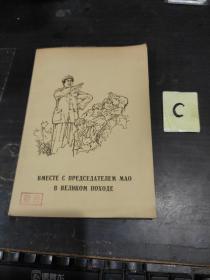 ВМЕСТЕ С ПРЕДСЕДАТЕЛЕМ МАО
В ВЕЛИКОМ ПОХОДЕ
C